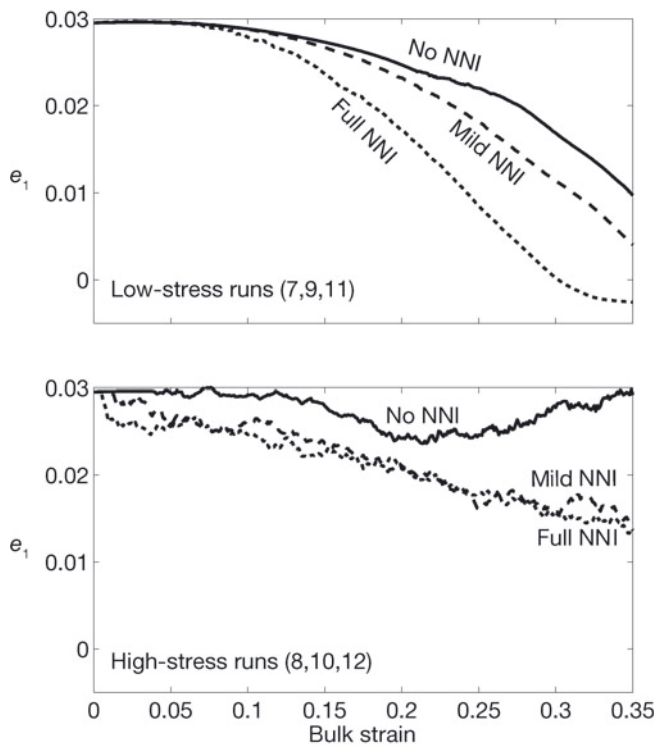 0.03
No NNI
0.02
Full NNI
Mild NNI
e1
0.01
0
Low-stress runs (7,9,11)
0.03
No NNI
0.02
Mild NNI
Full NNI
e1
0.01
0
High-stress runs (8,10,12)
0 0.05 0.1 0.15 0.2 0.25 0.3 0.35
Bulk strain